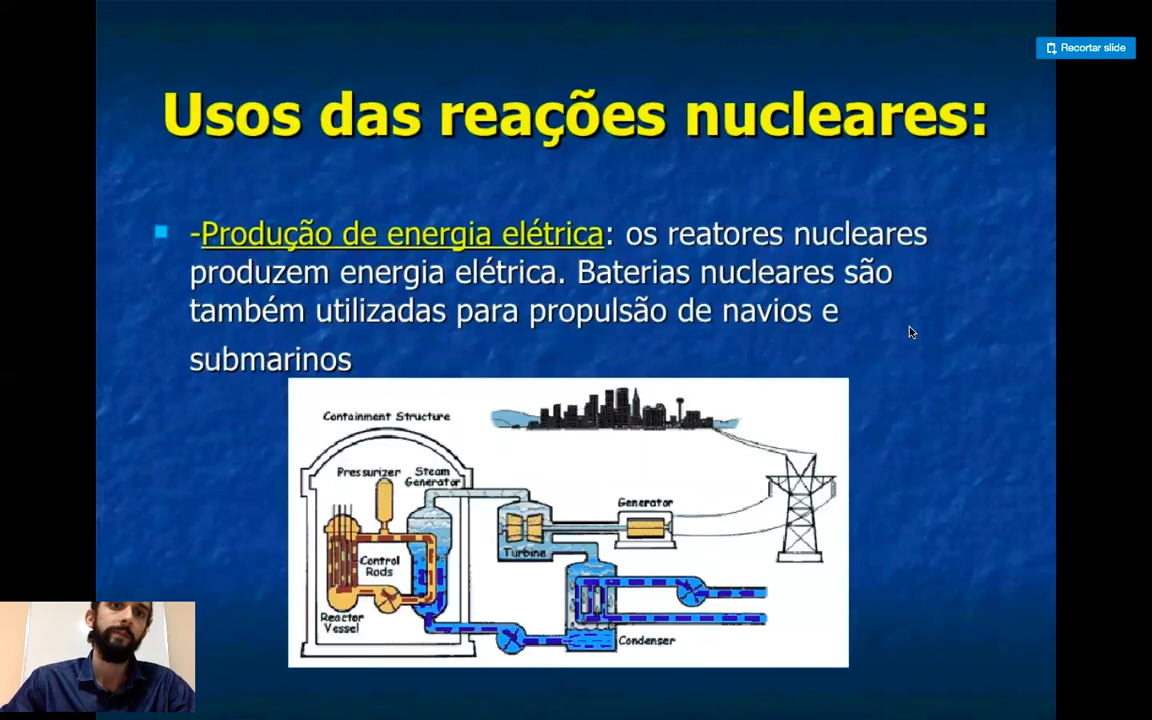 Recortar slide
Usos das reações nucleares:
-Produção de energia elétrica: os reatores nucleares
produzem energia elétrica. Baterias nucleares são
também utilizadas para propulsão de navios e
submarinos
Containment Structure
Pressurizer
Steam
Generator
Generator
Turbine
Control
Rods
Reactor
Vessel
Condenser